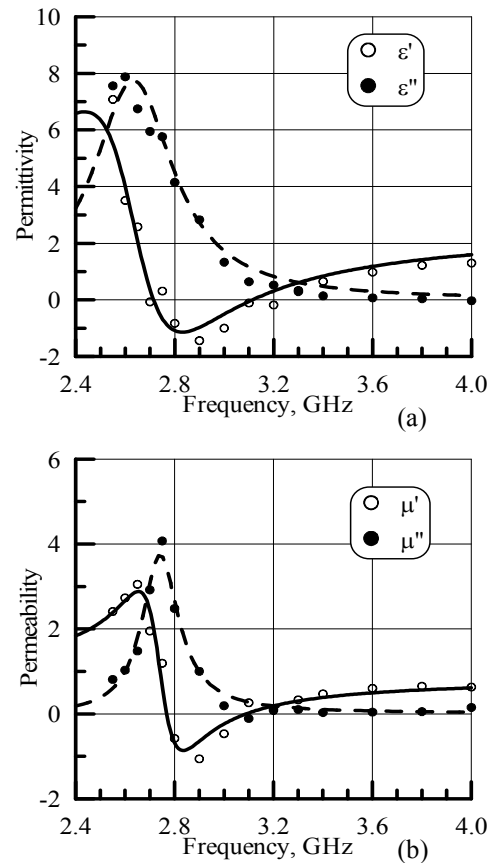 10
8
6
4
2
0
-2
Permittivity
ε'
ε"
2.4 2.8 3.2 3.6 4.0
Frequency, GHz
(a)
6
4
2
0
-2
Permeability
μ'
μ"
2.4 2.8 3.2 3.6 4.0
Frequency, GHz
(b)